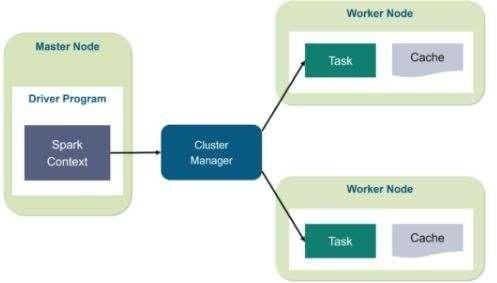 Master Node
Driver Program
Spark
Context
Cluster
Manager
Worker Node
Task
Cache
Worker Node
Task
Cache